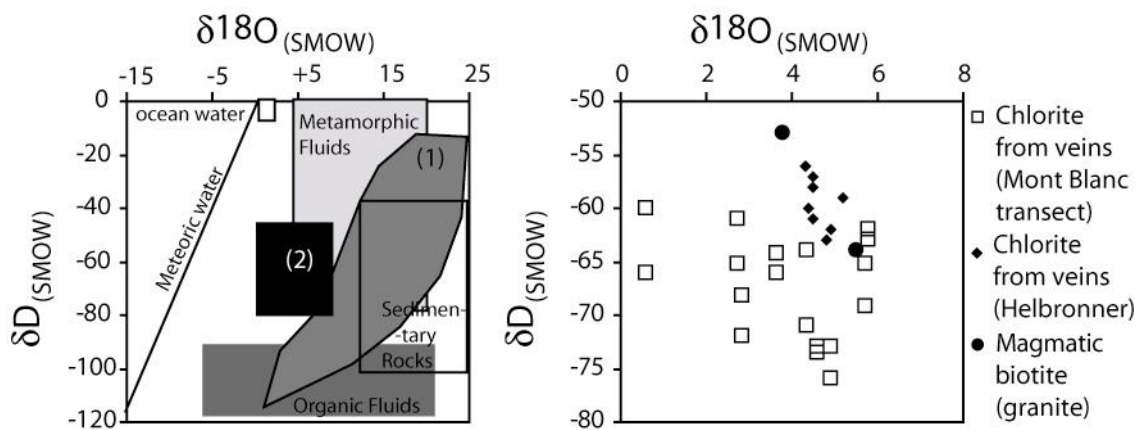 δ18O (SMOW)
-15 -5 +5 15 25
0
-20
-40
-60
-80
-100
-120
δD(SMOW)
ocean water
Meteoric water
Metamorphic
Fluids
(1)
(2)
Sedimen-
-tary
Rocks
Organic Fluids
δ18O (SMOW)
0 2 4 6 8
-50
-55
-60
-65
-70
-75
-80
δD(SMOW)
Chlorite
from veins
(Mont Blanc
transect)
Chlorite
from veins
(Helbronner)
Magmatic
biotite
(granite)